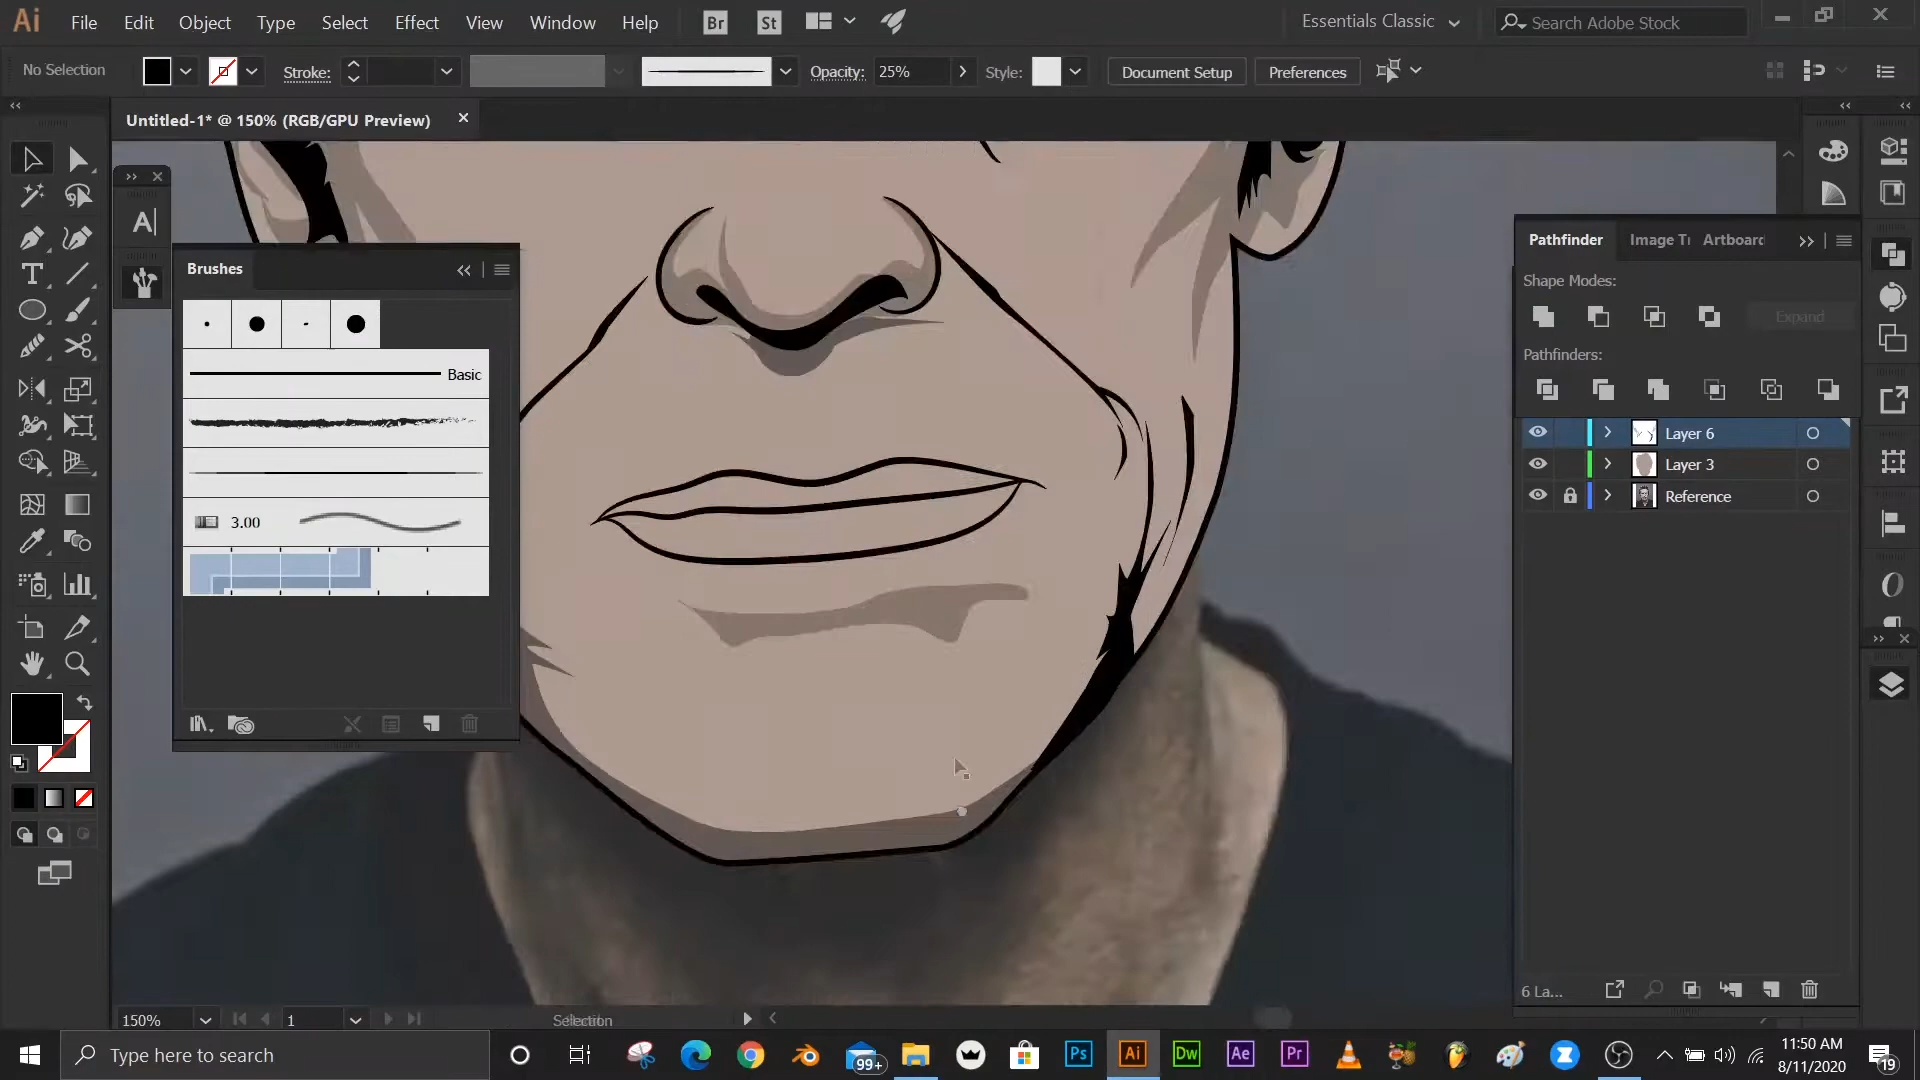 Ai File Edit Object Type Select Effect View Window Help Br St Essentials Classic Search Adobe Stock
No Selection Stroke: Opacity: 25% Style: Document Setup Preferences
Untitled-1* @ 150% (RGB/GPU Preview)
Brushes
Basic
3.00
Pathfinder Image Tr Artboard
Shape Modes:
Expand
Pathfinders:
Layer 6
Layer 3
Reference
6 La...
150% 1 Selection
Type here to search
99+
Ps Ai Dw Ae Pr
11:50 AM
8/11/2020
19